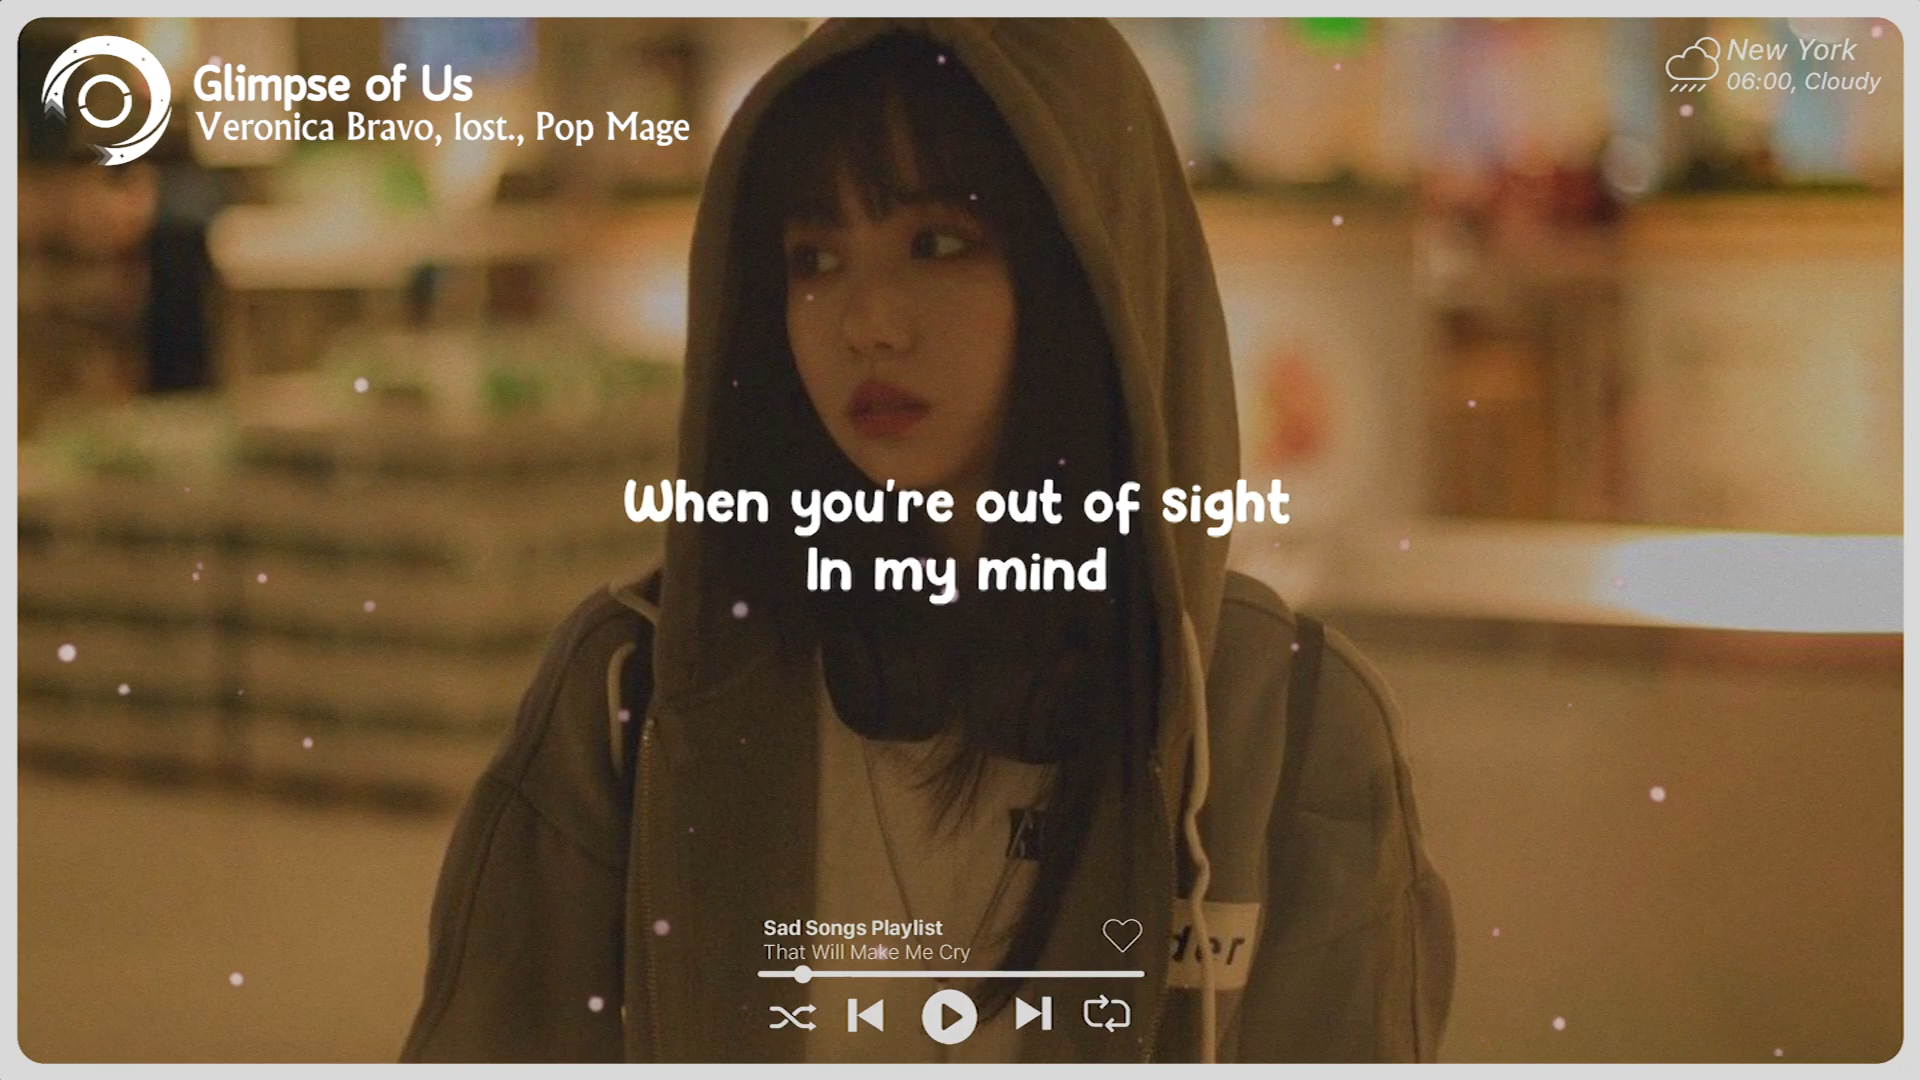 Glimpse of Us
Veronica Bravo, lost., Pop Mage
New York
06:00, Cloudy
When you're out of sight
In my mind
Sad Songs Playlist
That Will Make Me Cry
der